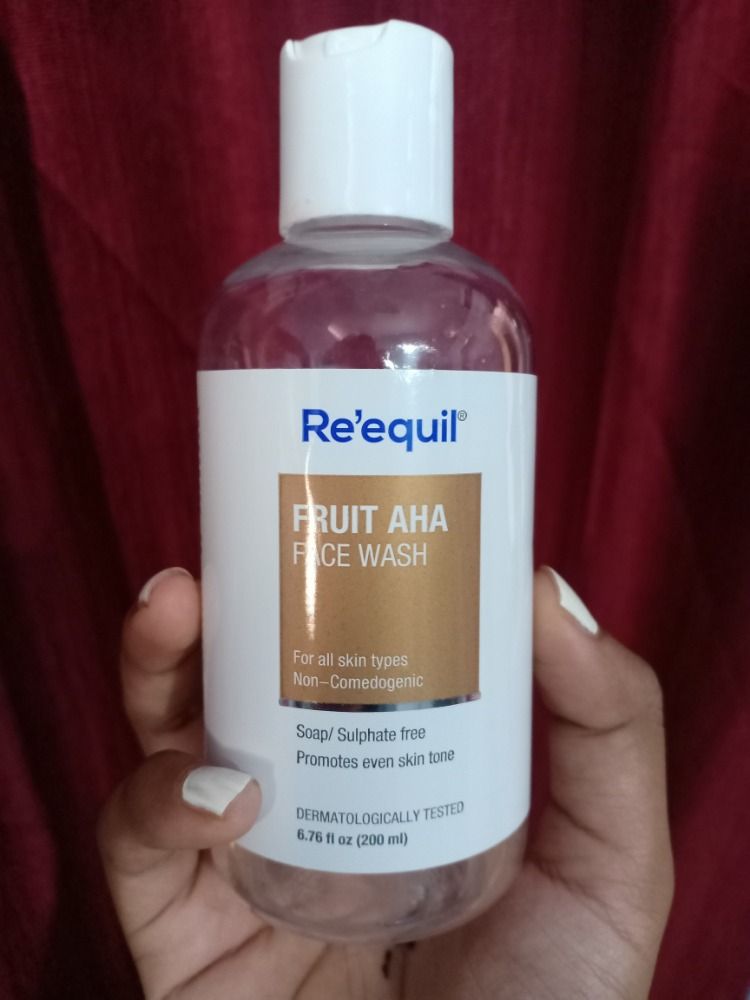 Re'equil®
FRUIT AHA
FACE WASH
For all skin types
Non–Comedogenic
Soap/ Sulphate free
Promotes even skin tone
DERMATOLOGICALLY TESTED
6.76 fl oz (200 ml)